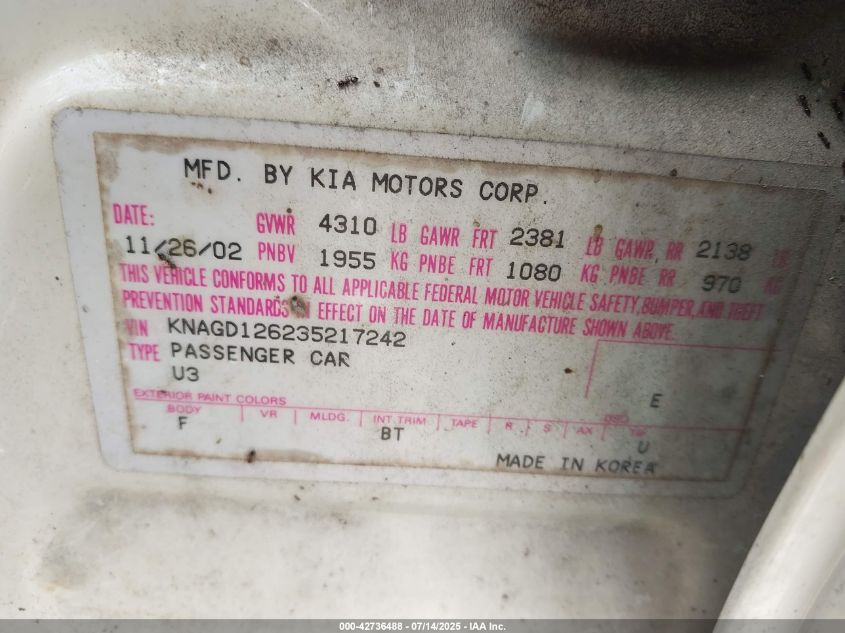 MFD. BY KIA MOTORS CORP.
DATE: GVWR 4310 LB GAWR FRT 2381 LB GAWR RR 2138 LB
11/26/02 PNBV 1955 KG PNBE FRT 1080 KG PNBE RR 970 KG
THIS VEHICLE CONFORMS TO ALL APPLICABLE FEDERAL MOTOR VEHICLE SAFETY, BUMPER, AND THEFT
PREVENTION STANDARDS IN EFFECT ON THE DATE OF MANUFACTURE SHOWN ABOVE.
VIN KNAGD126235217242
TYPE PASSENGER CAR
U3
E
EXTERIOR PAINT COLORS
BODY VR MLDG. INT.TRIM TAPE R S AX
F BT U
MADE IN KOREA
000-42736488 - 07/14/2025 - IAA Inc.